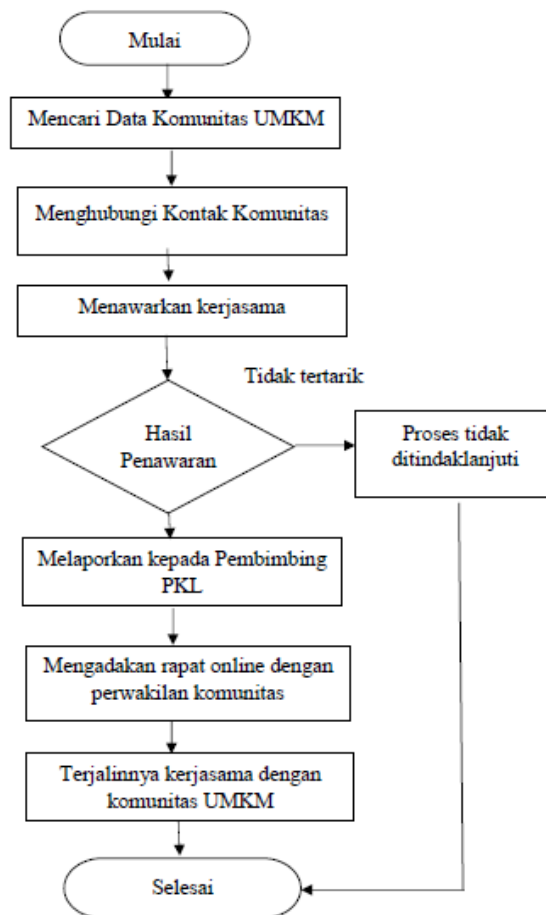 Mulai
Mencari Data Komunitas UMKM
Menghubungi Kontak Komunitas
Menawarkan kerjasama
Tidak tertarik
Hasil
Penawaran
Proses tidak
ditindaklanjuti
Melaporkan kepada Pembimbing
PKL
Mengadakan rapat online dengan
perwakilan komunitas
Terjalinnya kerjasama dengan
komunitas UMKM
Selesai